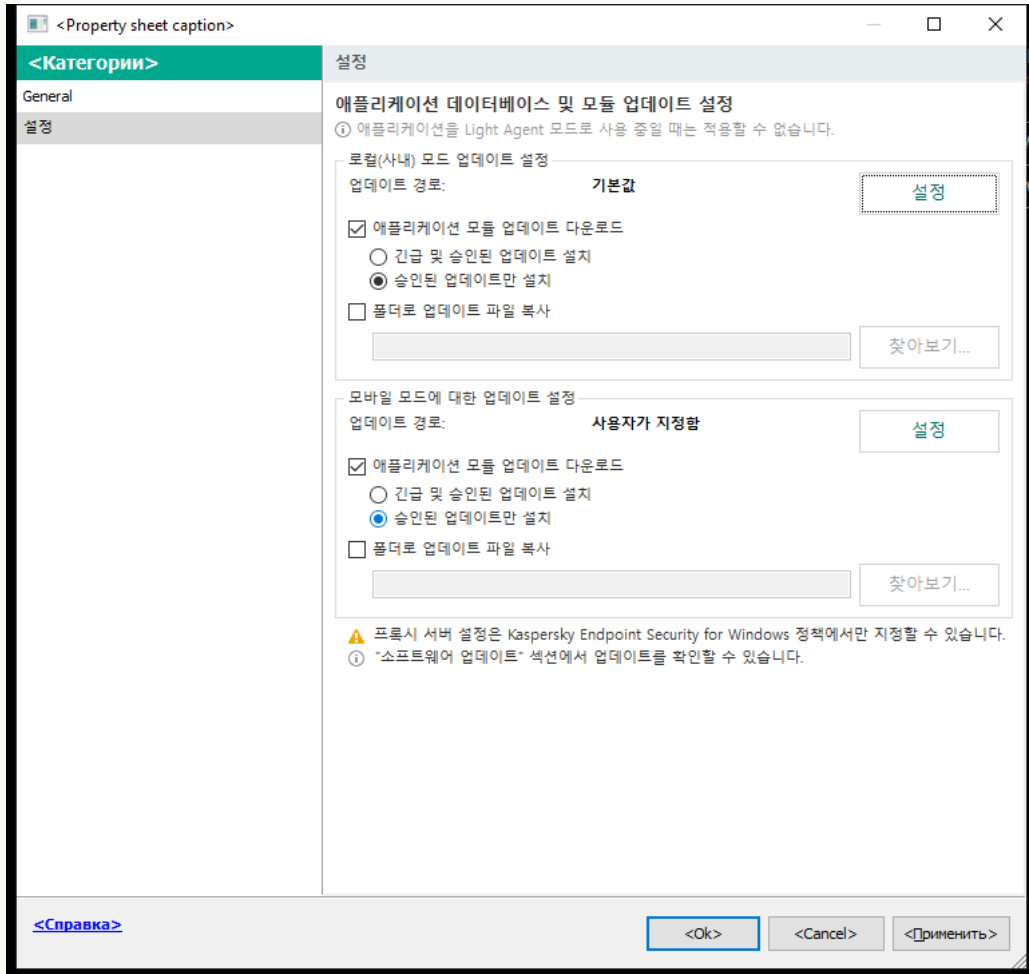 <Property sheet caption>
<Категории>
General
설정
설정
애플리케이션 데이터베이스 및 모듈 업데이트 설정
애플리케이션을 Light Agent 모드로 사용 중일 때는 적용할 수 없습니다.
로컬(사내) 모드 업데이트 설정
업데이트 경로: 기본값 설정
애플리케이션 모듈 업데이트 다운로드
긴급 및 승인된 업데이트 설치
승인된 업데이트만 설치
폴더로 업데이트 파일 복사
찾아보기...
모바일 모드에 대한 업데이트 설정
업데이트 경로: 사용자가 지정함 설정
애플리케이션 모듈 업데이트 다운로드
긴급 및 승인된 업데이트 설치
승인된 업데이트만 설치
폴더로 업데이트 파일 복사
찾아보기...
프록시 서버 설정은 Kaspersky Endpoint Security for Windows 정책에서만 지정할 수 있습니다.
"소프트웨어 업데이트" 섹션에서 업데이트를 확인할 수 있습니다.
<Справка>
<Ok> <Cancel> <Применить>